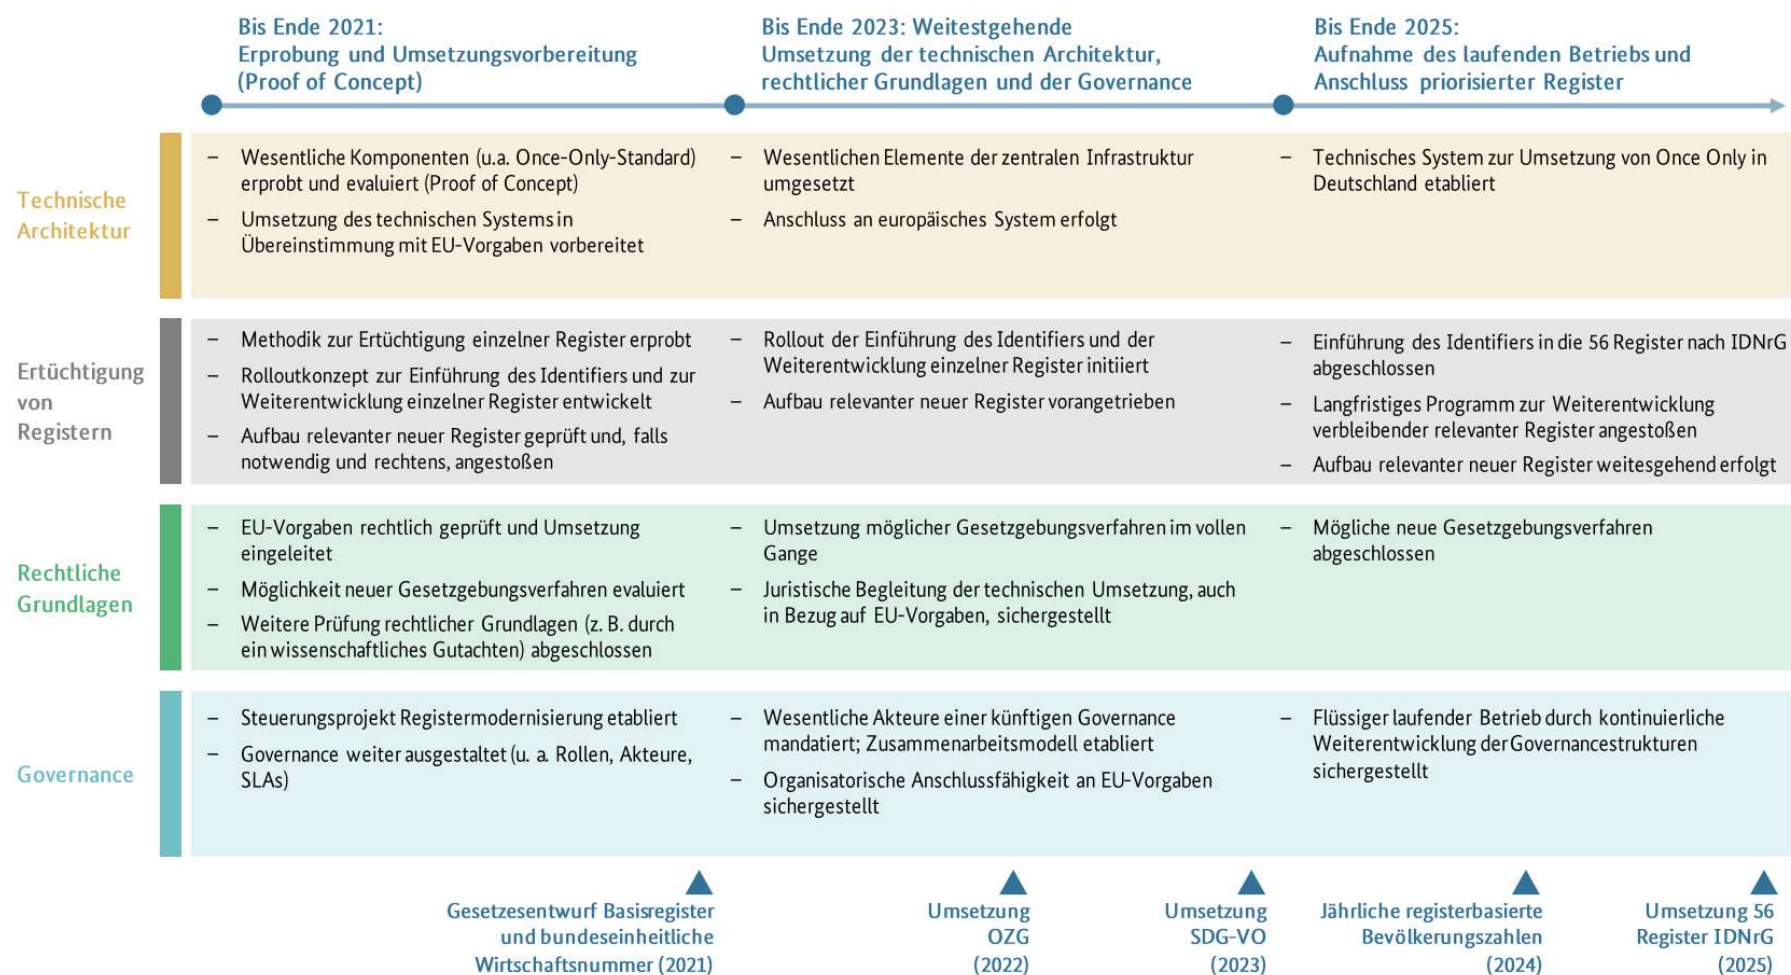 Bis Ende 2021:
Erprobung und Umsetzungsvorbereitung
(Proof of Concept)
Bis Ende 2023: Weitestgehende
Umsetzung der technischen Architektur,
rechtlicher Grundlagen und der Governance
Bis Ende 2025:
Aufnahme des laufenden Betriebs und
Anschluss priorisierter Register
Technische
Architektur
– Wesentliche Komponenten (u.a. Once-Only-Standard)
erprobt und evaluiert (Proof of Concept)
– Umsetzung des technischen Systems in
Übereinstimmung mit EU-Vorgaben vorbereitet
– Wesentlichen Elemente der zentralen Infrastruktur
umgesetzt
– Anschluss an europäisches System erfolgt
– Technisches System zur Umsetzung von Once Only in
Deutschland etabliert
Ertüchtigung
von
Registern
– Methodik zur Ertüchtigung einzelner Register erprobt
– Rolloutkonzept zur Einführung des Identifiers und zur
Weiterentwicklung einzelner Register entwickelt
– Aufbau relevanter neuer Register geprüft und, falls
notwendig und rechtens, angestoßen
– Rollout der Einführung des Identifiers und der
Weiterentwicklung einzelner Register initiiert
– Aufbau relevanter neuer Register vorangetrieben
– Einführung des Identifiers in die 56 Register nach IDNrG
abgeschlossen
– Langfristiges Programm zur Weiterentwicklung
verbleibender relevanter Register angestoßen
– Aufbau relevanter neuer Register weitesgehend erfolgt
Rechtliche
Grundlagen
– EU-Vorgaben rechtlich geprüft und Umsetzung
eingeleitet
– Möglichkeit neuer Gesetzgebungsverfahren evaluiert
– Weitere Prüfung rechtlicher Grundlagen (z. B. durch
ein wissenschaftliches Gutachten) abgeschlossen
– Umsetzung möglicher Gesetzgebungsverfahren im vollen
Gange
– Juristische Begleitung der technischen Umsetzung, auch
in Bezug auf EU-Vorgaben, sichergestellt
– Mögliche neue Gesetzgebungsverfahren
abgeschlossen
Governance
– Steuerungsprojekt Registermodernisierung etabliert
– Governance weiter ausgestaltet (u. a. Rollen, Akteure,
SLAs)
– Wesentliche Akteure einer künftigen Governance
mandatiert; Zusammenarbeitsmodell etabliert
– Organisatorische Anschlussfähigkeit an EU-Vorgaben
sichergestellt
– Flüssiger laufender Betrieb durch kontinuierliche
Weiterentwicklung der Governancestrukturen
sichergestellt
Gesetzesentwurf Basisregister
und bundeseinheitliche
Wirtschaftsnummer (2021)
Umsetzung
OZG
(2022)
Umsetzung
SDG-VO
(2023)
Jährliche registerbasierte
Bevölkerungszahlen
(2024)
Umsetzung 56
Register IDNrG
(2025)